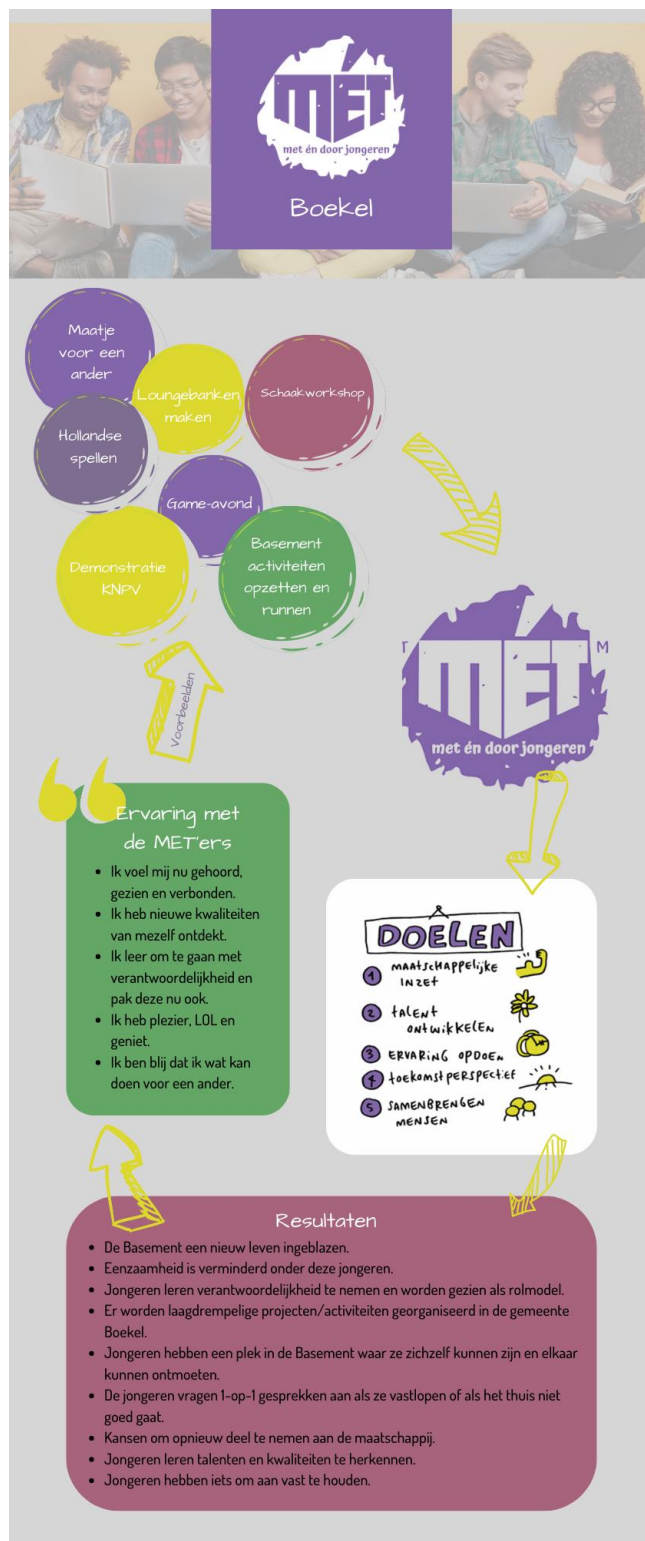 MÉT
met én door jongeren
Boekel
Maatje
voor een
ander
Loungebanken
maken
Schaakworkshop
Hollandse
spellen
Game-avond
Demonstratie
KNPV
Basement
activiteiten
opzetten en
runnen
T
M
MÉT
met én door jongeren
Voorbeelden
Ervaring met
de MET'ers
• Ik voel mij nu gehoord,
gezien en verbonden.
• Ik heb nieuwe kwaliteiten
van mezelf ontdekt.
• Ik leer om te gaan met
verantwoordelijkheid en
pak deze nu ook.
• Ik heb plezier, LOL en
geniet.
• Ik ben blij dat ik wat kan
doen voor een ander.
DOELEN
1 MAATSCHAPPELIJKE
INZET
2 TALENT
ONTWIKKELEN
3 ERVARING OPDOEN
4 TOEKOMSTPERSPECTIEF
5 SAMENBRENGEN
MENSEN
Resultaten
• De Basement een nieuw leven ingeblazen.
• Eenzaamheid is verminderd onder deze jongeren.
• Jongeren leren verantwoordelijkheid te nemen en worden gezien als rolmodel.
• Er worden laagdrempelige projecten/activiteiten georganiseerd in de gemeente
Boekel.
• Jongeren hebben een plek in de Basement waar ze zichzelf kunnen zijn en elkaar
kunnen ontmoeten.
• De jongeren vragen 1-op-1 gesprekken aan als ze vastlopen of als het thuis niet
goed gaat.
• Kansen om opnieuw deel te nemen aan de maatschappij.
• Jongeren leren talenten en kwaliteiten te herkennen.
• Jongeren hebben iets om aan vast te houden.